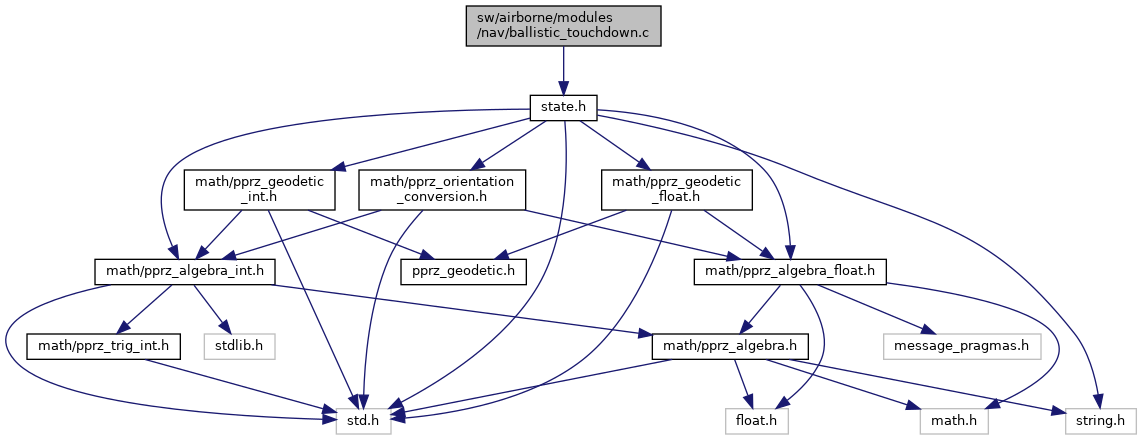 sw/airborne/modules
/nav/ballistic_touchdown.c
state.h
math/pprz_geodetic
_int.h
math/pprz_orientation
_conversion.h
math/pprz_geodetic
_float.h
math/pprz_algebra_int.h
pprz_geodetic.h
math/pprz_algebra_float.h
math/pprz_trig_int.h
stdlib.h
math/pprz_algebra.h
message_pragmas.h
std.h
float.h
math.h
string.h